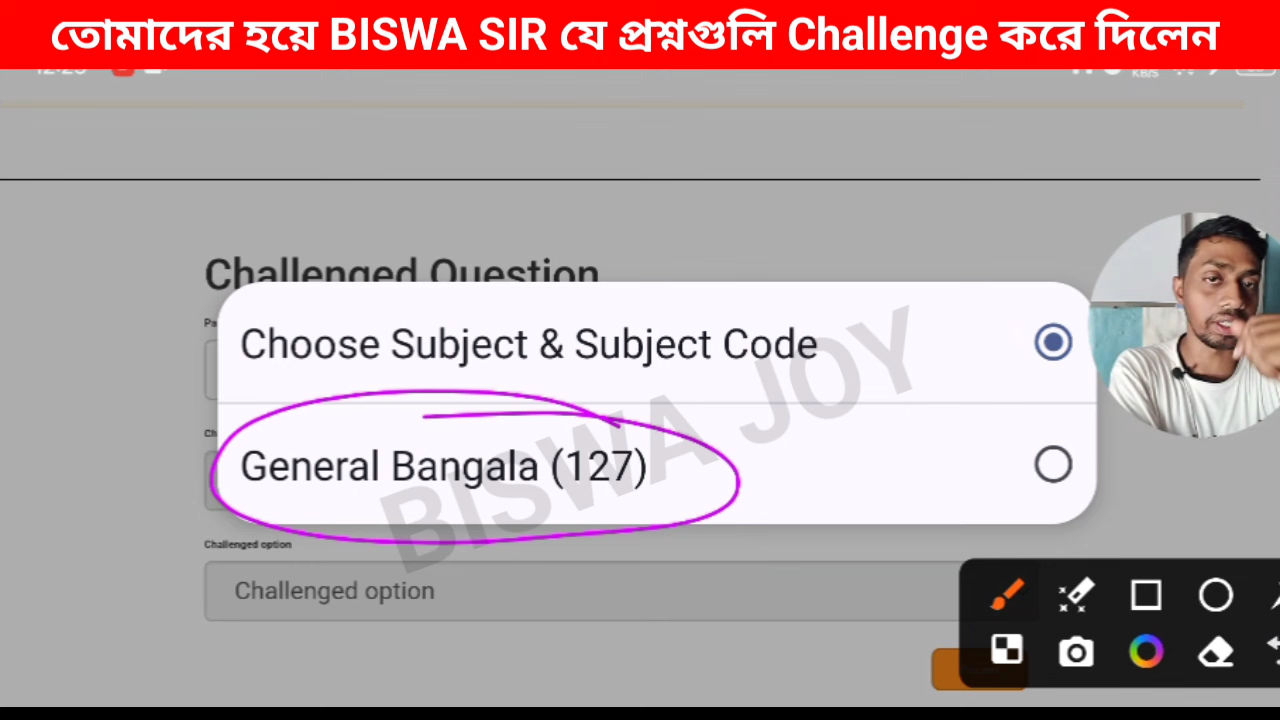 তোমাদের হয়ে BISWA SIR যে প্রশ্নগুলি Challenge করে দিলেন
KB/S
Challenged Question
Choose Subject & Subject Code
General Bangala (127)
BISWA JOY
Challenged option
Challenged option